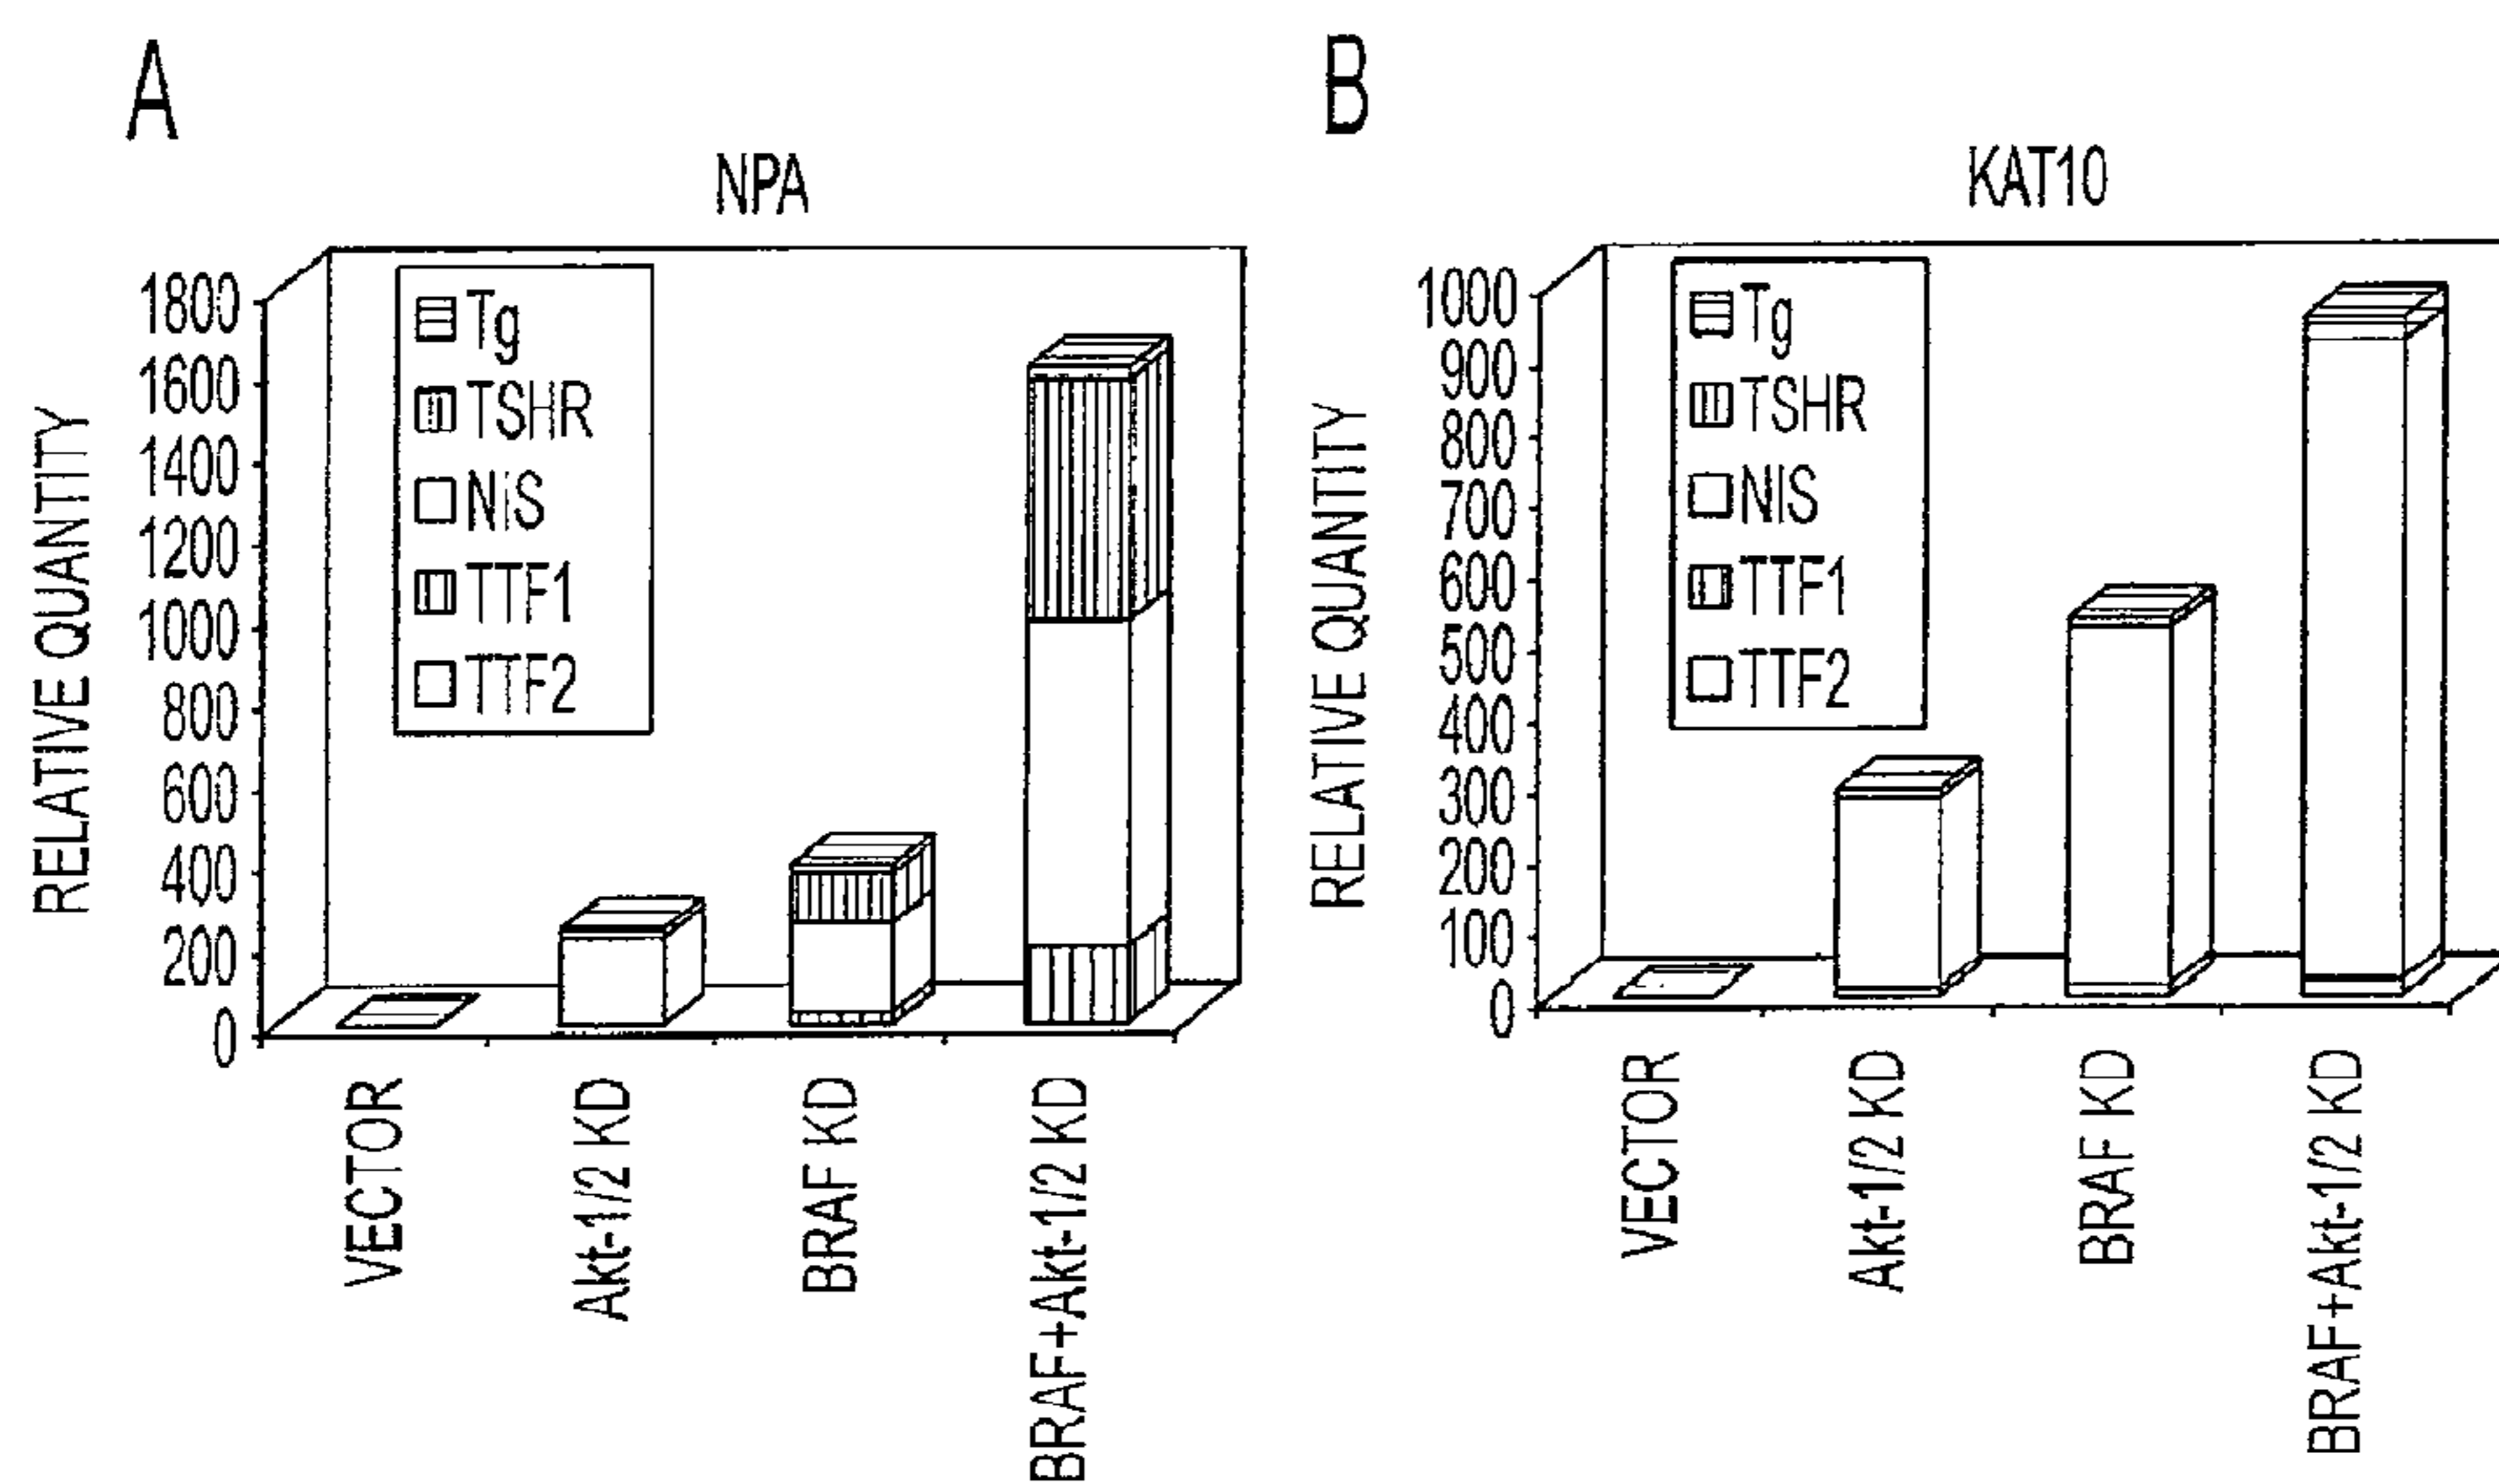 A
NPA
RELATIVE QUANTITY
1800
1600
1400
1200
1000
800
600
400
200
0
Tg
TSHR
NIS
TTF1
TTF2
VECTOR
Akt-1/2 KD
BRAF KD
BRAF+Akt-1/2 KD
B
KAT10
RELATIVE QUANTITY
1000
900
800
700
600
500
400
300
200
100
0
Tg
TSHR
NIS
TTF1
TTF2
VECTOR
Akt-1/2 KD
BRAF KD
BRAF+Akt-1/2 KD